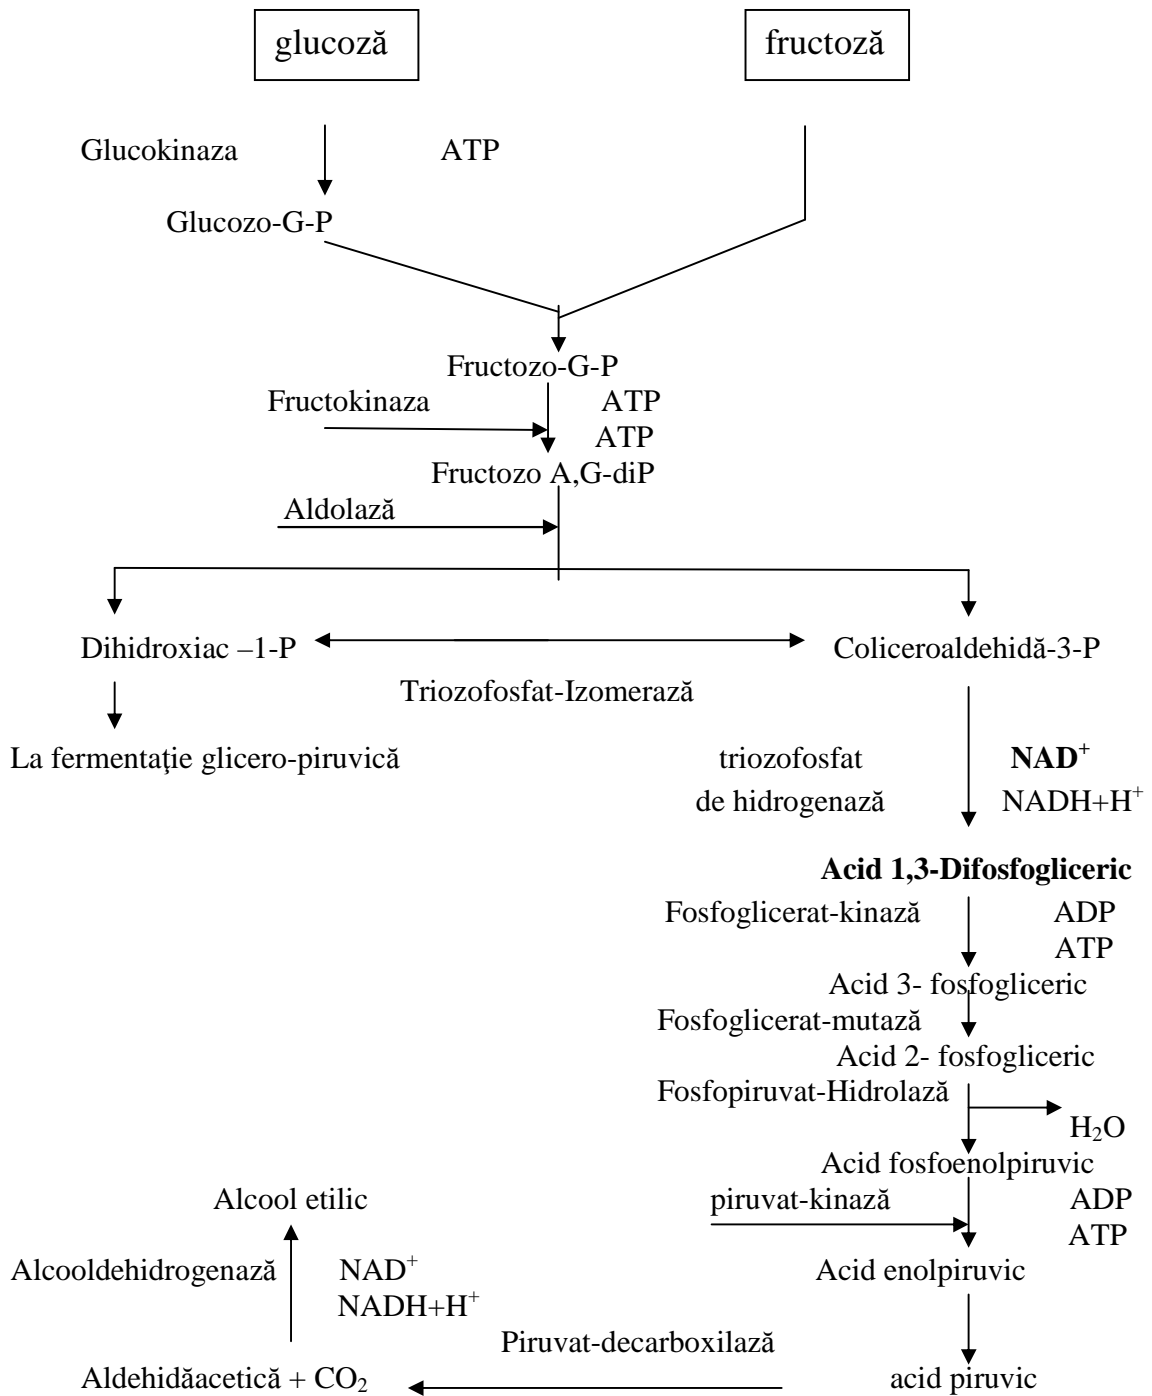 glucoză fructoză
Glucokinaza ATP
Glucozo-G-P
Fructozo-G-P
Fructokinaza ATP
ATP
Fructozo A,G-diP
Aldolază
Dihidroxiac –1-P Coliceroaldehidă-3-P
Triozofosfat-Izomerază
La fermentaţie glicero-piruvică triozofosfat NAD⁺
de hidrogenază NADH+H⁺
Acid 1,3-Difosfogliceric
Fosfoglicerat-kinază ADP
ATP
Acid 3- fosfogliceric
Fosfoglicerat-mutază
Acid 2- fosfogliceric
Fosfopiruvat-Hidrolază
H₂O
Acid fosfoenolpiruvic
Alcool etilic piruvat-kinază ADP
ATP
Alcooldehidrogenază NAD⁺ Acid enolpiruvic
NADH+H⁺
Piruvat-decarboxilază
Aldehidăacetică + CO₂ acid piruvic